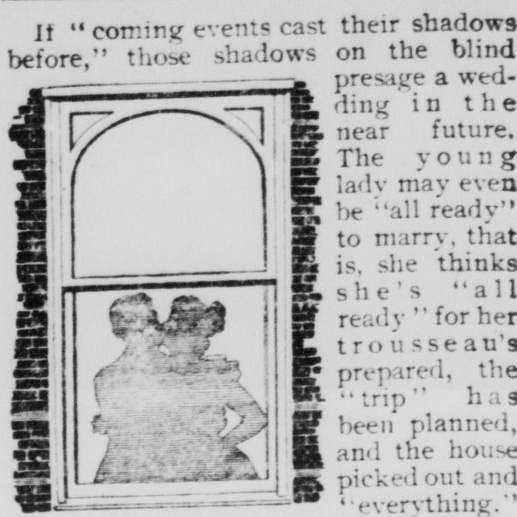 If "coming events cast their shadows
before," those shadows on the blind
presage a wed-
ding in the
near future.
The young
lady may even
be "all ready"
to marry, that
is, she thinks
she's "all
ready" for her
trousseau's
prepared, the
"trip" has
been planned,
and the house
picked out and
"everything."